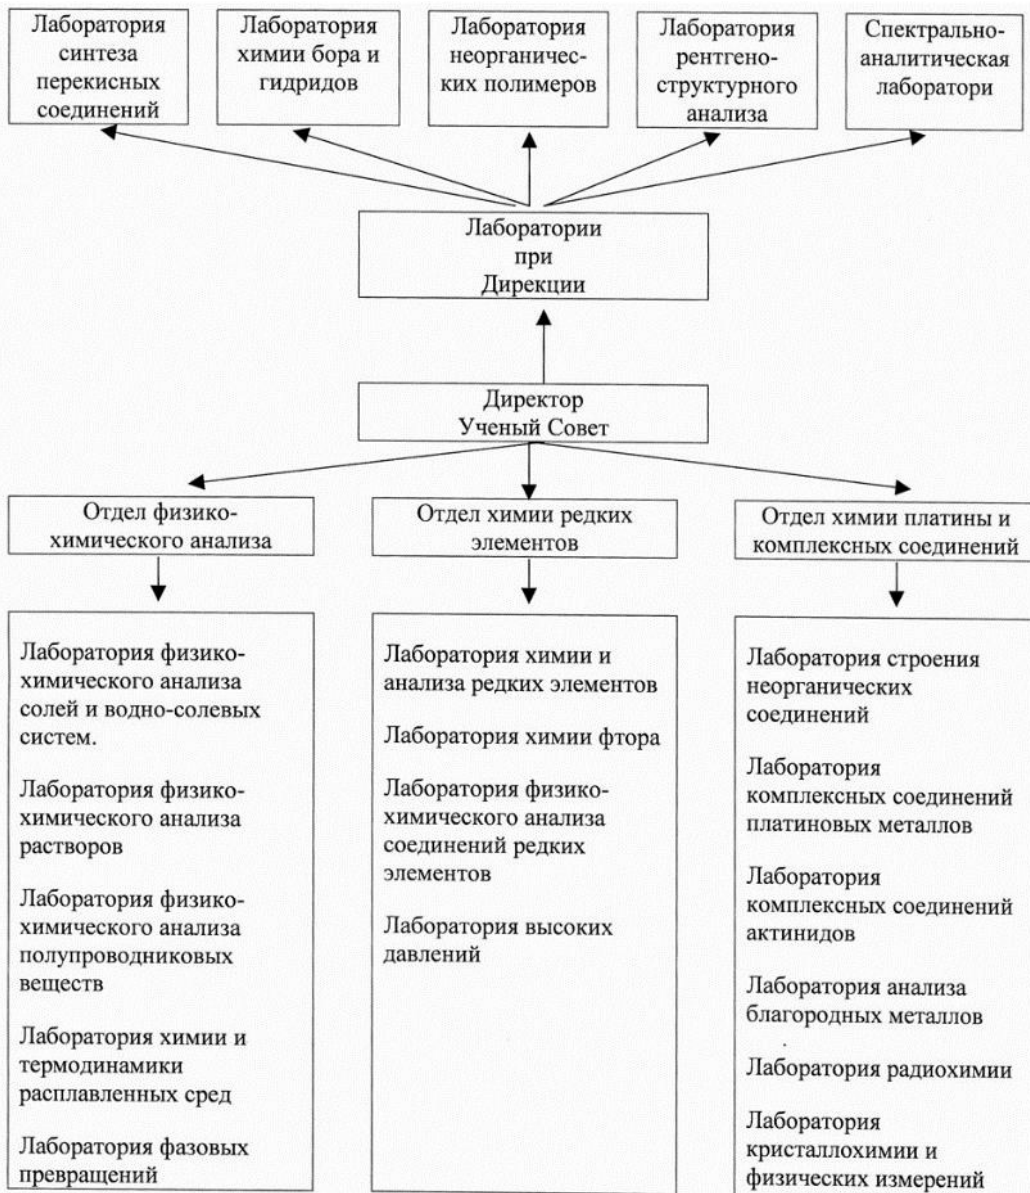 Лаборатория
синтеза
перекисных
соединений
Лаборатория
химии бора и
гидридов
Лаборатория
неорганичес-
ких полимеров
Лаборатория
рентгено-
структурного
анализа
Спектрально-
аналитическая
лаборатори
Лаборатории
при
Дирекции
Директор
Ученый Совет
Отдел физико-
химического анализа
Отдел химии редких
элементов
Отдел химии платины и
комплексных соединений
Лаборатория физико-
химического анализа
солей и водно-солевых
систем.
Лаборатория физико-
химического анализа
растворов
Лаборатория физико-
химического анализа
полупроводниковых
веществ
Лаборатория химии и
термодинамики
расплавленных сред
Лаборатория фазовых
превращений
Лаборатория химии и
анализа редких элементов
Лаборатория химии фтора
Лаборатория физико-
химического анализа
соединений редких
элементов
Лаборатория высоких
давлений
Лаборатория строения
неорганических
соединений
Лаборатория
комплексных соединений
платиновых металлов
Лаборатория
комплексных соединений
актинидов
Лаборатория анализа
благородных металлов
Лаборатория радиохимии
Лаборатория
кристаллохимии и
физических измерений